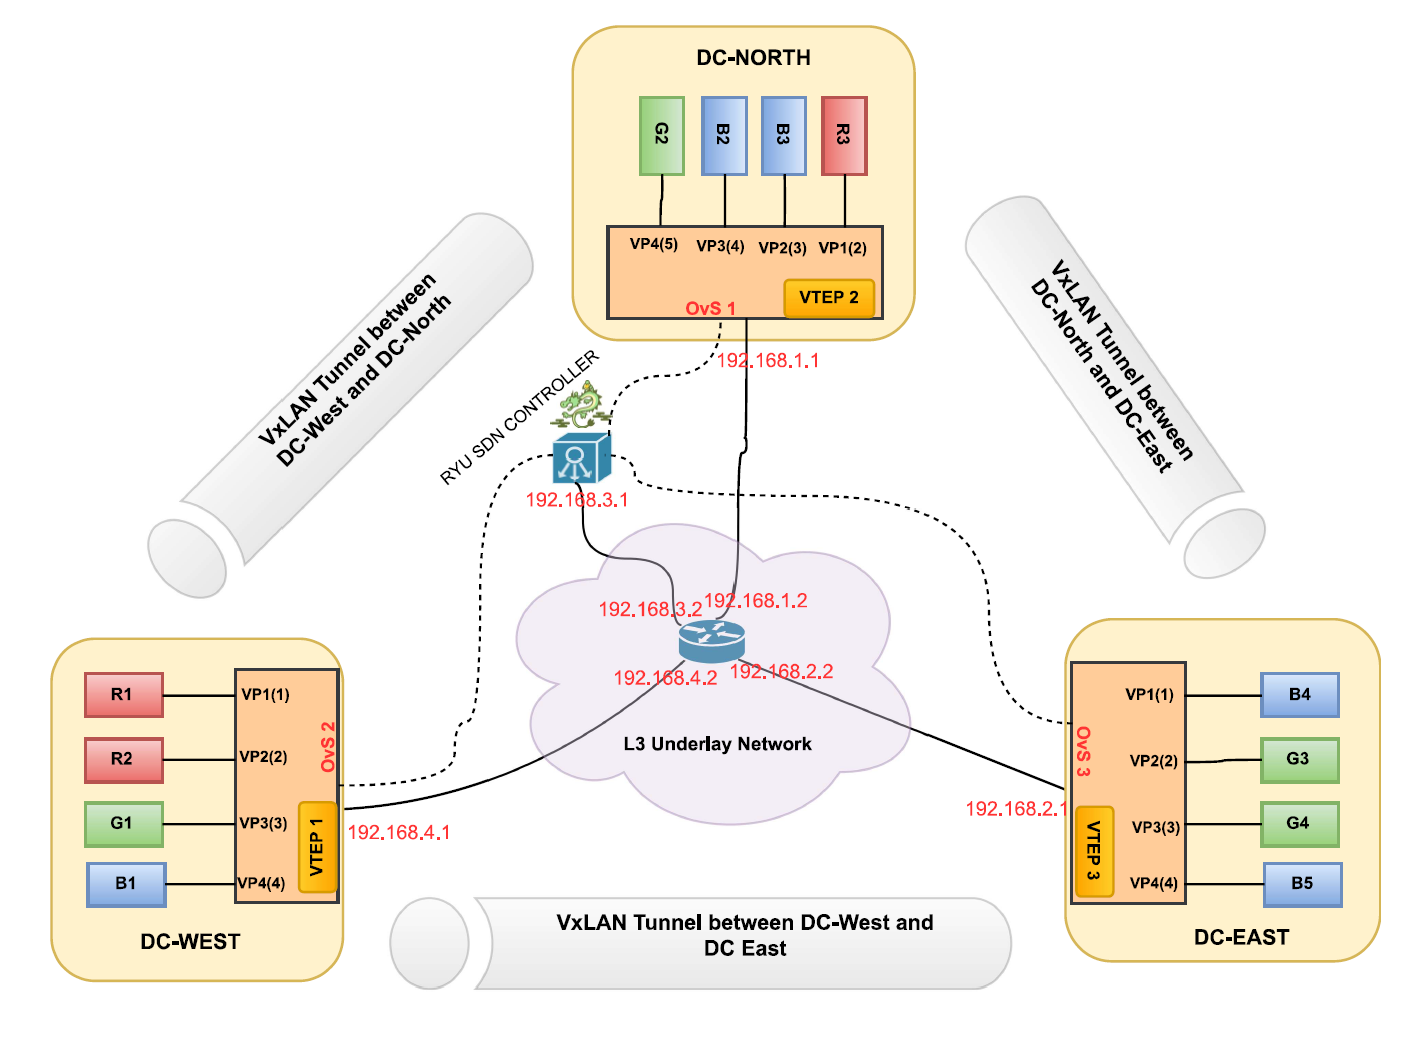 DC-NORTH
G2
B2
B3
R3
VP4(5)
VP3(4)
VP2(3)
VP1(2)
VTEP 2
OvS 1
192.168.1.1
VxLAN Tunnel between
DC-West and DC-North
VxLAN Tunnel between
DC-North and DC-East
RYU SDN CONTROLLER
192.168.3.1
192.168.3.2
192.168.1.2
192.168.4.2
192.168.2.2
L3 Underlay Network
R1
R2
G1
B1
VP1(1)
VP2(2)
VP3(3)
VP4(4)
OvS 2
VTEP 1
192.168.4.1
DC-WEST
192.168.2.1
OvS 3
VTEP 3
VP1(1)
VP2(2)
VP3(3)
VP4(4)
B4
G3
G4
B5
DC-EAST
VxLAN Tunnel between DC-West and
DC East